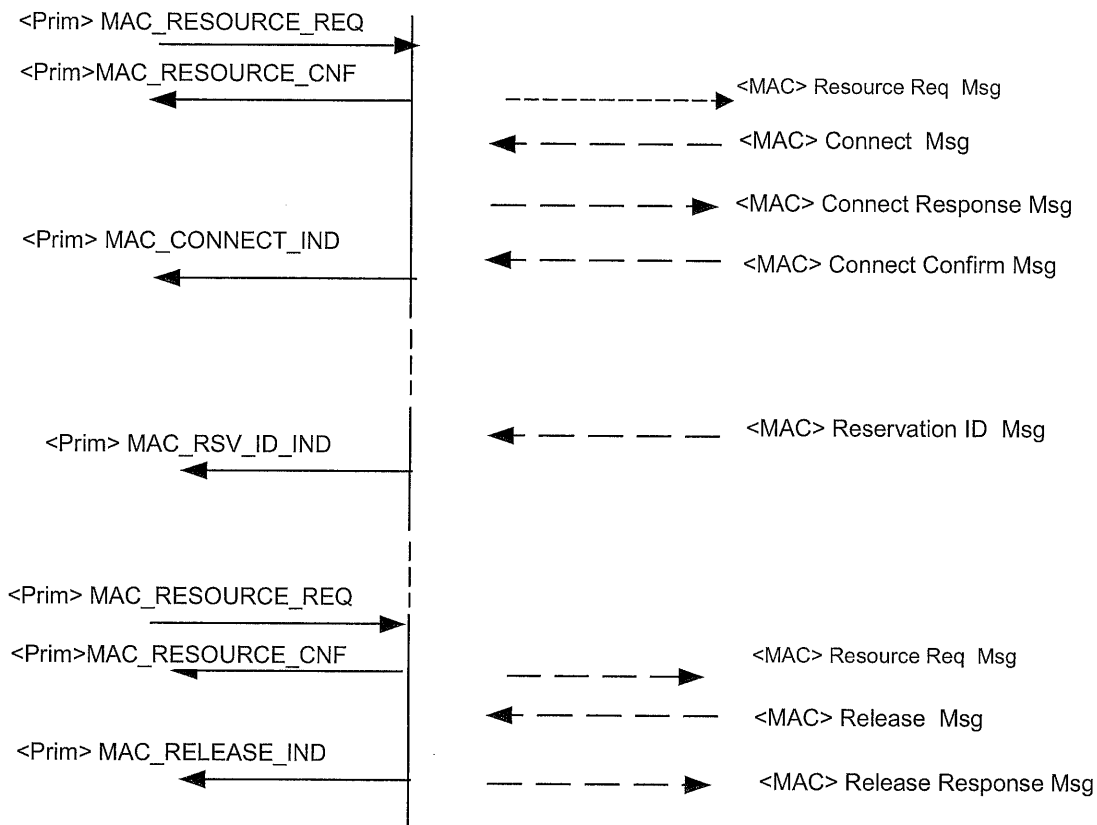 <Prim> MAC_RESOURCE_REQ
<Prim>MAC_RESOURCE_CNF
<MAC> Resource Req Msg
<MAC> Connect Msg
<MAC> Connect Response Msg
<Prim> MAC_CONNECT_IND
<MAC> Connect Confirm Msg
<Prim> MAC_RSV_ID_IND
<MAC> Reservation ID Msg
<Prim> MAC_RESOURCE_REQ
<Prim>MAC_RESOURCE_CNF
<MAC> Resource Req Msg
<MAC> Release Msg
<Prim> MAC_RELEASE_IND
<MAC> Release Response Msg